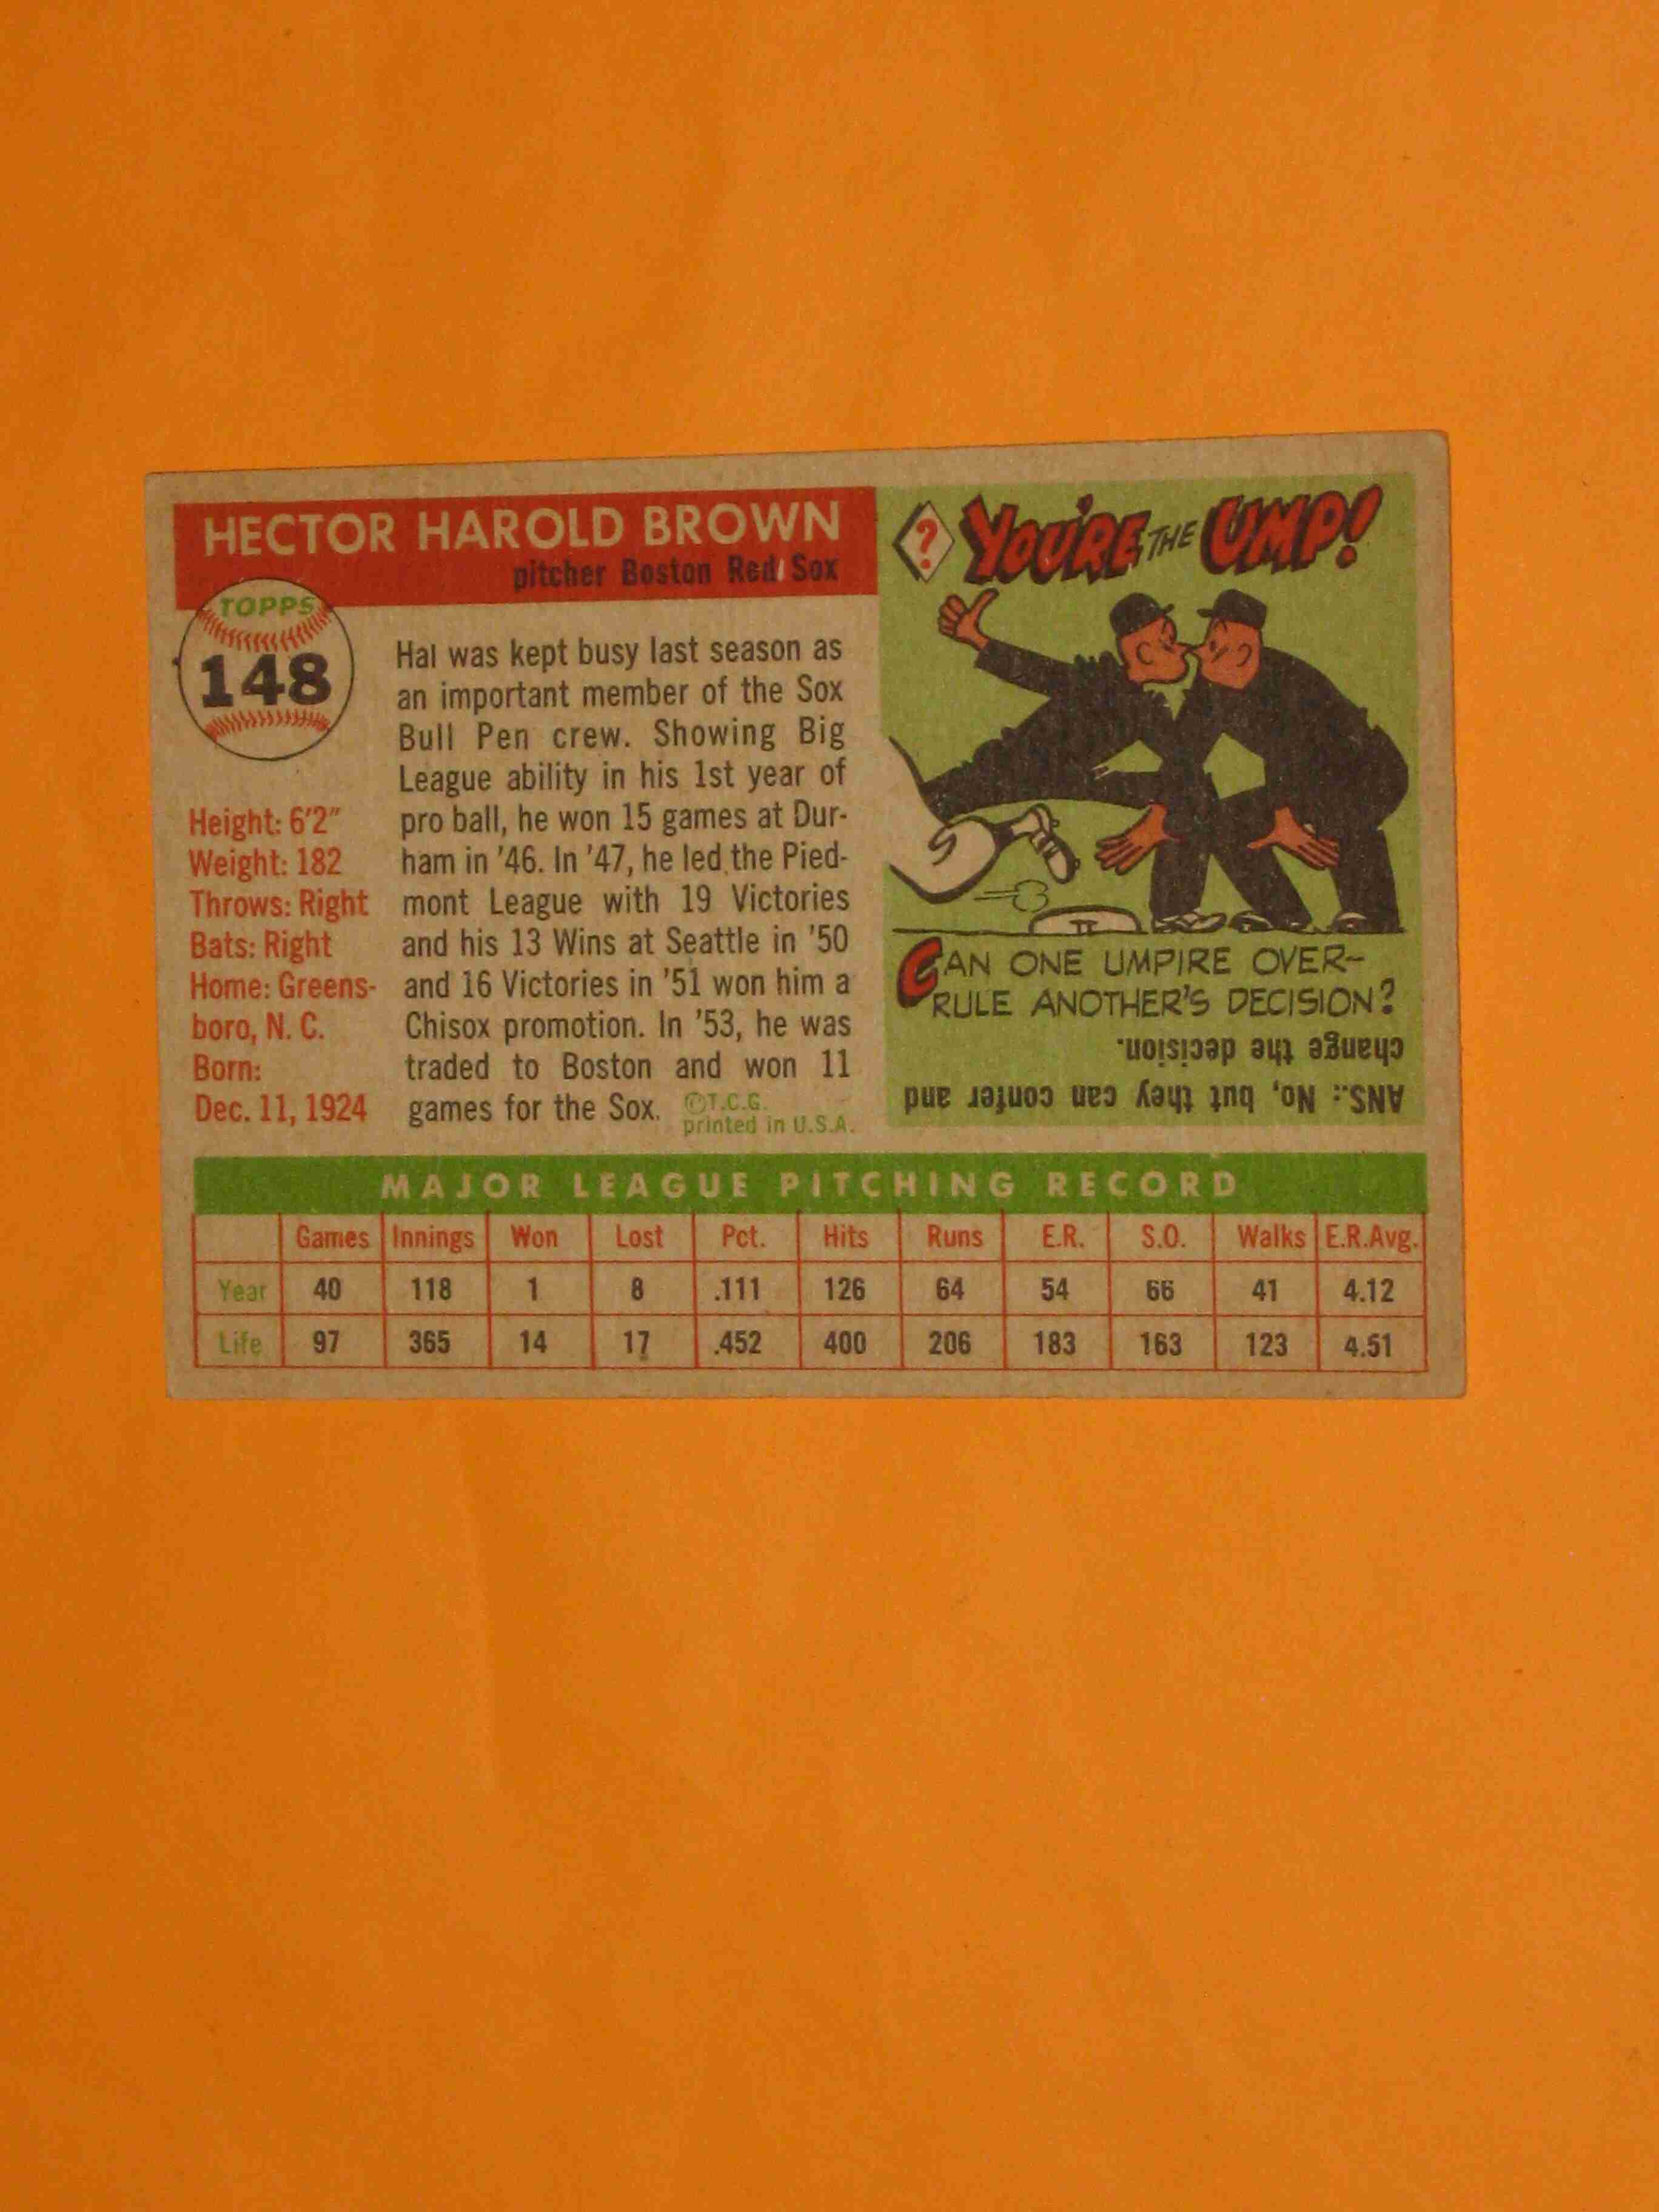 HECTOR HAROLD BROWN
pitcher Boston Red Sox
TOPPS
148
Height: 6'2"
Weight: 182
Throws: Right
Bats: Right
Home: Greens-
boro, N. C.
Born:
Dec. 11, 1924
Hal was kept busy last season as
an important member of the Sox
Bull Pen crew. Showing Big
League ability in his 1st year of
pro ball, he won 15 games at Dur-
ham in '46. In '47, he led the Pied-
mont League with 19 Victories
and his 13 Wins at Seattle in '50
and 16 Victories in '51 won him a
Chisox promotion. In '53, he was
traded to Boston and won 11
games for the Sox.
©T.C.G.
printed in U.S.A.
? YOU'RE THE UMP!
II
CAN ONE UMPIRE OVER-
RULE ANOTHER'S DECISION?
ANS.: No, but they can confer and
change the decision.
MAJOR LEAGUE PITCHING RECORD
Games Innings Won Lost Pct. Hits Runs E.R. S.O. Walks E.R.Avg.
Year 40 118 1 8 .111 126 64 54 66 41 4.12
Life 97 365 14 17 .452 400 206 183 163 123 4.51